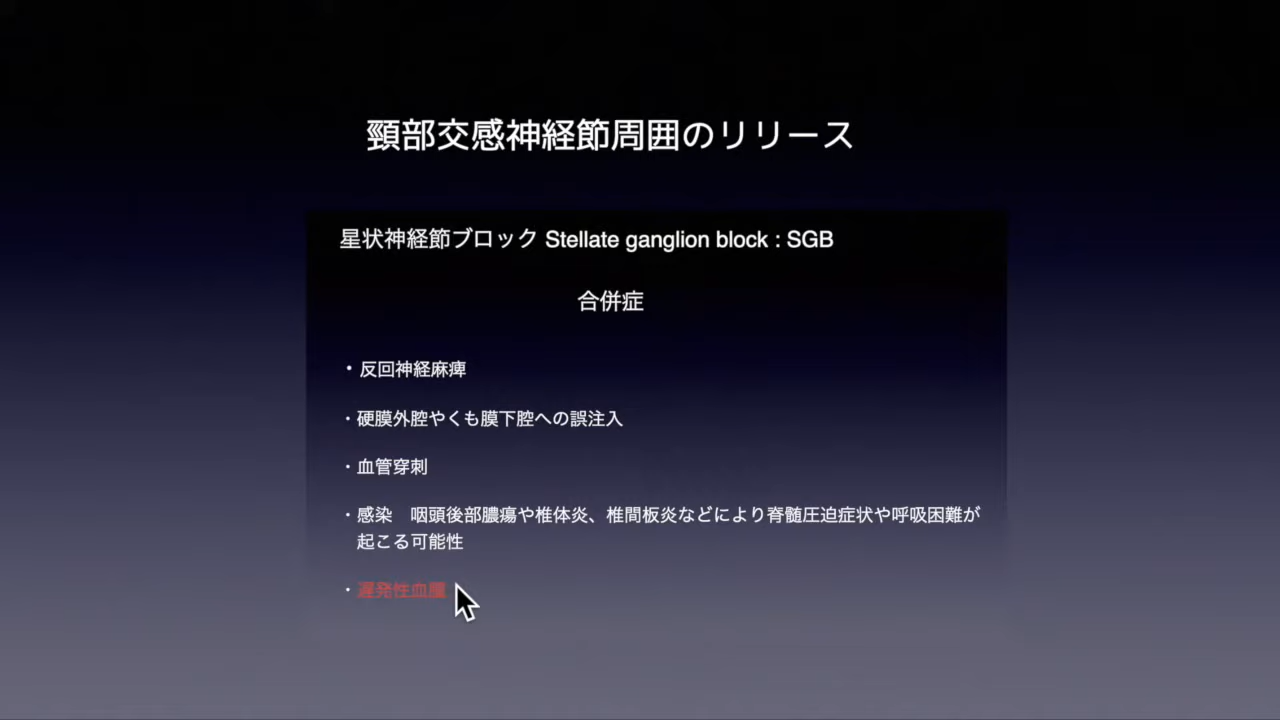 頸部交感神経節周囲のリリース
星状神経節ブロック Stellate ganglion block : SGB
合併症
・反回神経麻痺
・硬膜外腔やくも膜下腔への誤注入
・血管穿刺
・感染　咽頭後部膿瘍や椎体炎、椎間板炎などにより脊髄圧迫症状や呼吸困難が
起こる可能性
・遅発性血腫